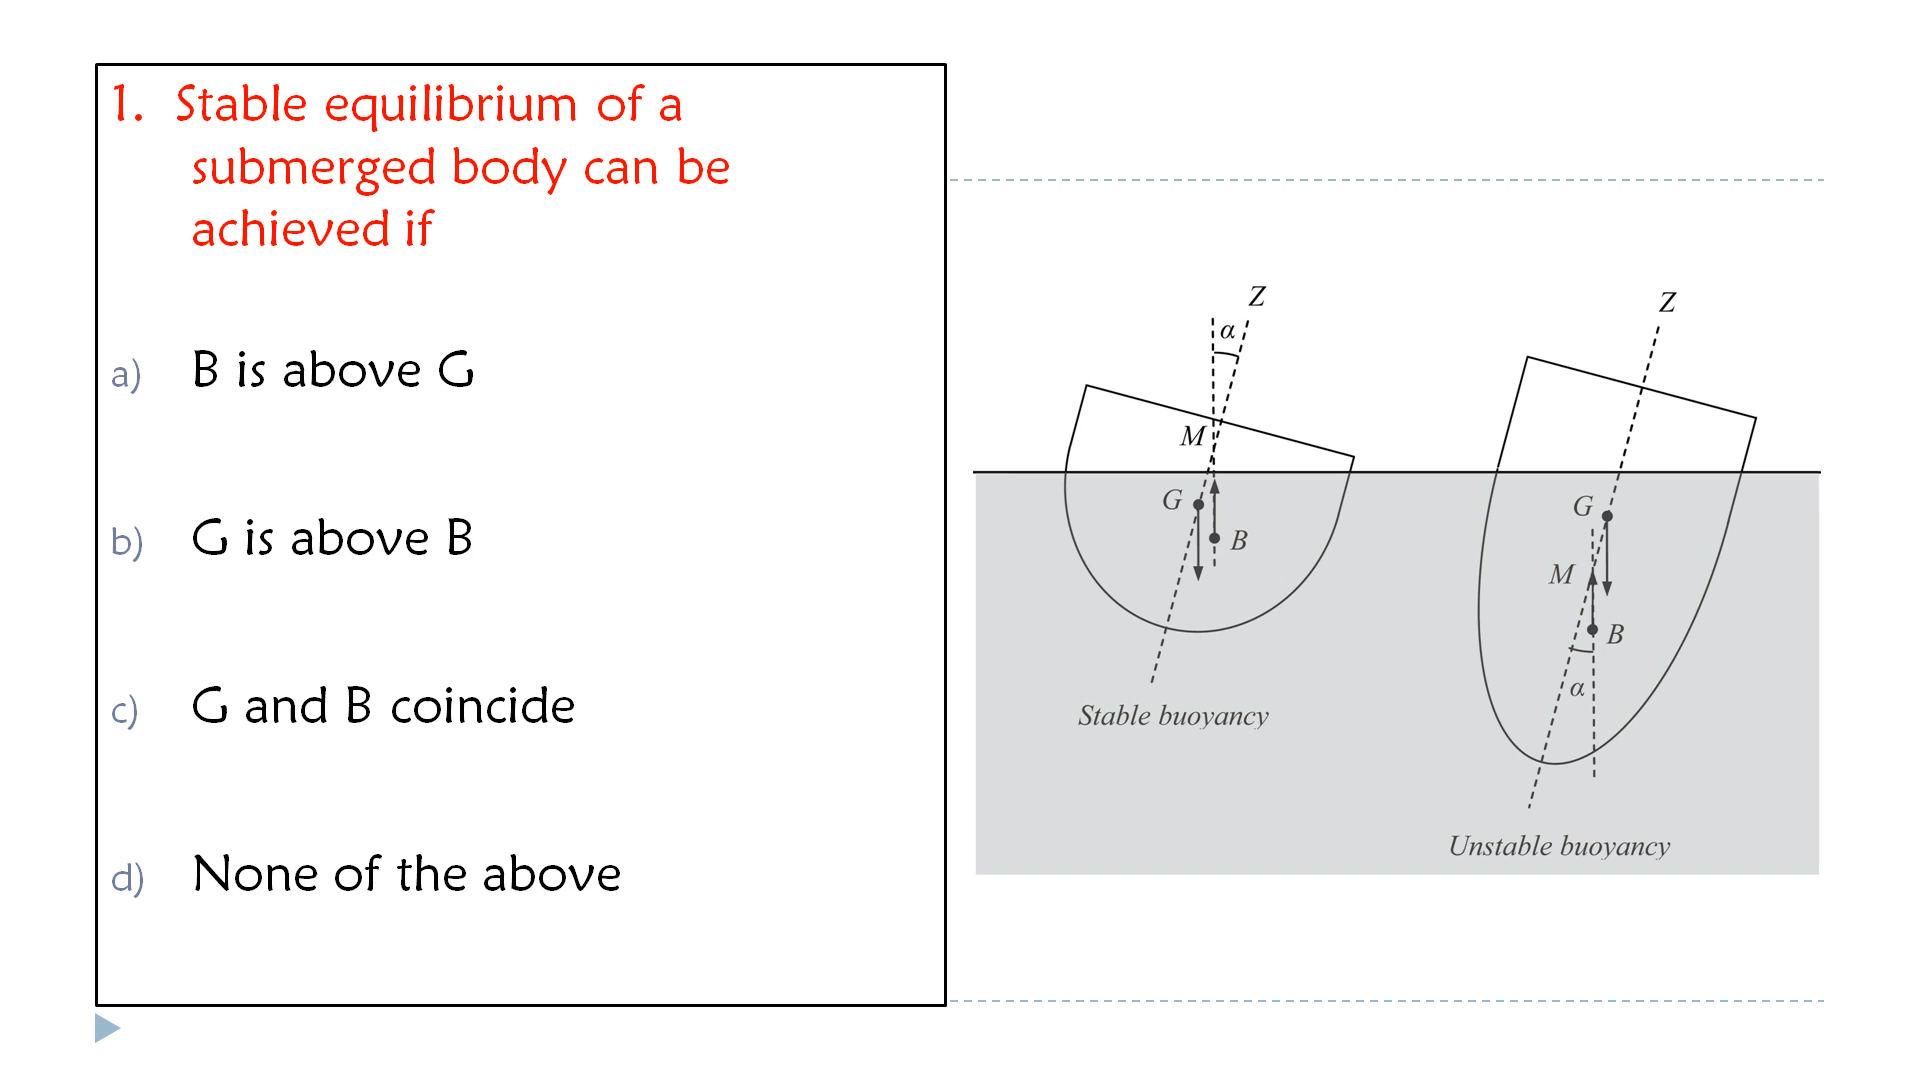 1. Stable equilibrium of a
submerged body can be
achieved if
a) B is above G
b) G is above B
c) G and B coincide
d) None of the above
Z
α
M
G
B
Stable buoyancy
Z
G
M
B
α
Unstable buoyancy